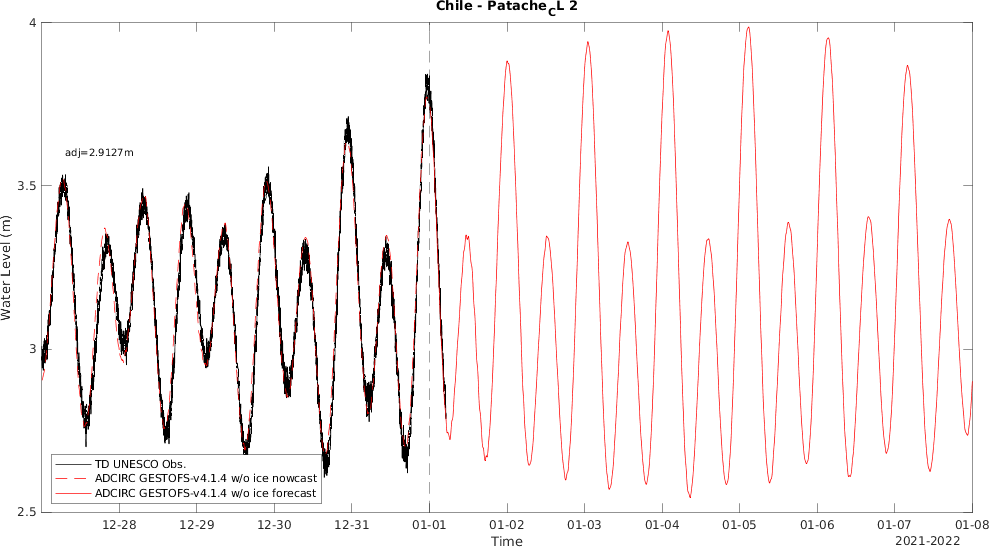 Chile - Patache_CL 2
4
3.5
3
2.5
Water Level (m)
adj=2.9127m
TD UNESCO Obs.
ADCIRC GESTOFS-v4.1.4 w/o ice nowcast
ADCIRC GESTOFS-v4.1.4 w/o ice forecast
12-28 12-29 12-30 12-31 01-01 01-02 01-03 01-04 01-05 01-06 01-07 01-08
Time
2021-2022